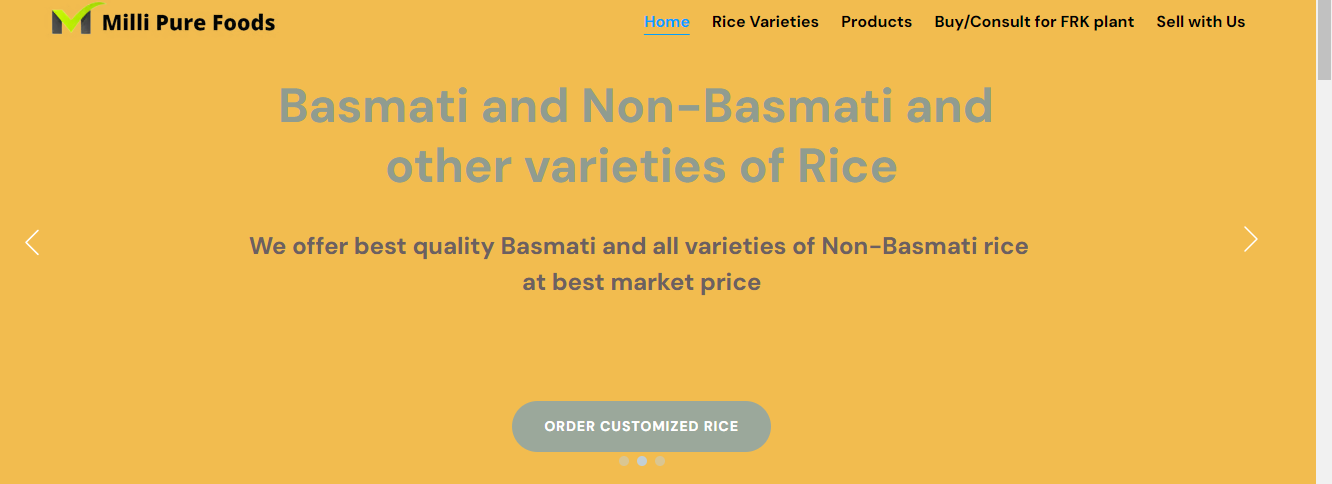 Milli Pure Foods
Home Rice Varieties Products Buy/Consult for FRK plant Sell with Us
Basmati and Non-Basmati and
other varieties of Rice
We offer best quality Basmati and all varieties of Non-Basmati rice
at best market price
ORDER CUSTOMIZED RICE